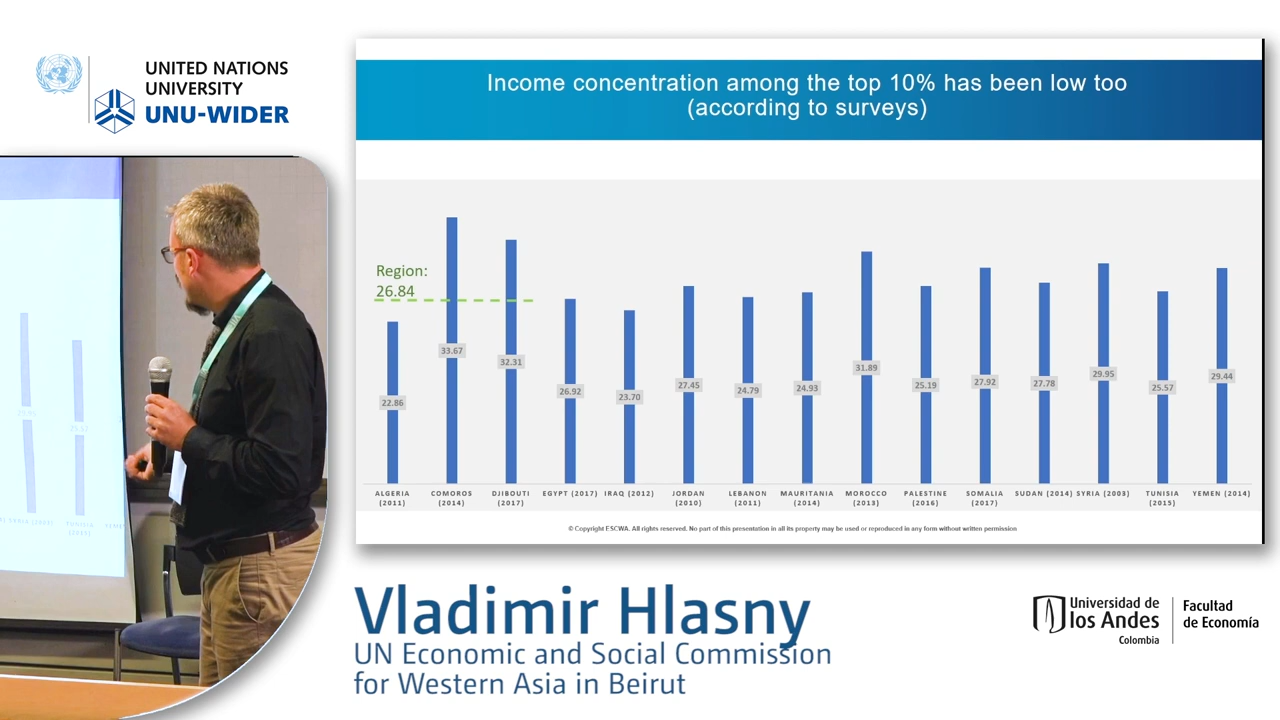 UNITED NATIONS
UNIVERSITY
UNU-WIDER
Income concentration among the top 10% has been low too
(according to surveys)
Region:
26.84
22.86
33.67
32.31
26.92
23.70
27.45
24.79
24.93
31.89
25.19
27.92
27.78
29.95
25.57
29.44
ALGERIA
(2011)
COMOROS
(2014)
DJIBOUTI
(2017)
EGYPT (2017)
IRAQ (2012)
JORDAN
(2010)
LEBANON
(2011)
MAURITANIA
(2014)
MOROCCO
(2013)
PALESTINE
(2016)
SOMALIA
(2017)
SUDAN (2014)
SYRIA (2003)
TUNISIA
(2015)
YEMEN (2014)
© Copyright ESCWA. All rights reserved. No part of this presentation in all its property may be used or reproduced in any form without written permission
Vladimir Hlasny
UN Economic and Social Commission
for Western Asia in Beirut
Universidad de
los Andes
Colombia
Facultad
de Economía